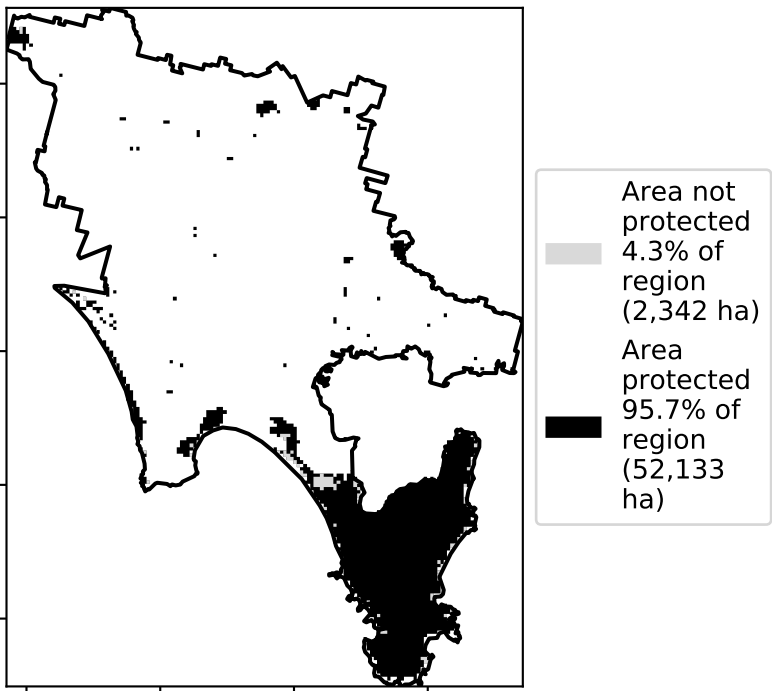 Area not
protected
4.3% of
region
(2,342 ha)
Area
protected
95.7% of
region
(52,133
ha)